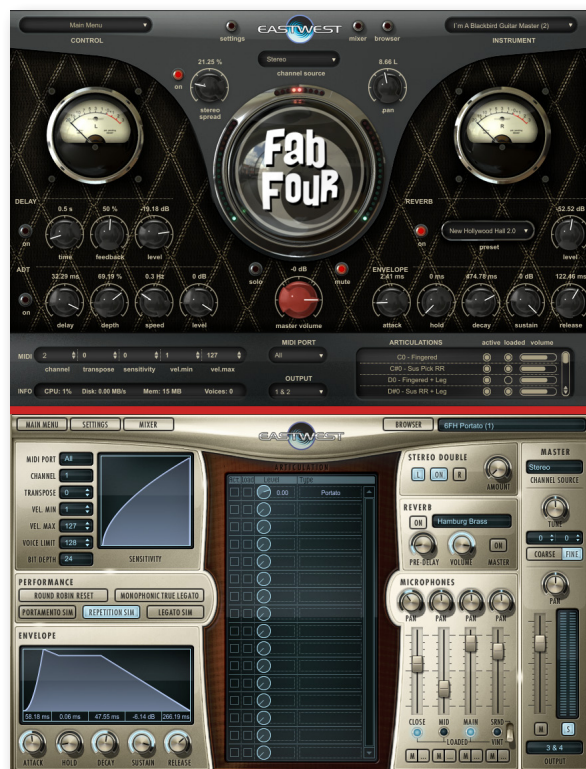 Main Menu
CONTROL
settings
EASTWEST
mixer
browser
I'm A Blackbird Guitar Master (2)
INSTRUMENT
21.25 %
on
stereo
spread
Stereo
channel source
8.66 L
pan
L
R
Fab
FouR
DELAY
0.5 s
50 %
-19.18 dB
on
time
feedback
level
REVERB
-52.52 dB
on
New Hollywood Hall 2.0
preset
level
ADT
32.29 ms
69.19 %
0.3 Hz
0 dB
on
delay
depth
speed
level
solo
-0 dB
mute
master volume
ENVELOPE
2.41 ms
0 ms
474.78 ms
0 dB
122.46 ms
attack
hold
decay
sustain
release
MIDI
2
0
0
1
127
channel
transpose
sensitivity
vel.min
vel.max
INFO
CPU: 1%
Disk: 0.00 MB/s
Mem: 15 MB
Voices: 0
MIDI PORT
All
OUTPUT
1 & 2
ARTICULATIONS
active
loaded
volume
C0 - Fingered
C#0 - Sus Pick RR
D0 - Fingered + Leg
D#0 - Sus RR + Leg
MAIN MENU
SETTINGS
MIXER
EASTWEST
BROWSER
6FH Portato (1)
MIDI PORT
All
CHANNEL
1
TRANSPOSE
0
VEL. MIN
1
VEL. MAX
127
VOICE LIMIT
128
BIT DEPTH
24
SENSITIVITY
PERFORMANCE
ROUND ROBIN RESET
MONOPHONIC TRUE LEGATO
PORTAMENTO SIM
REPETITION SIM
LEGATO SIM
ENVELOPE
58.18 ms
0.06 ms
47.55 ms
-6.14 dB
266.19 ms
ATTACK
HOLD
DECAY
SUSTAIN
RELEASE
ARTICULATION
Load
Level
Type
0.00
Portato
STEREO DOUBLE
L
ON
R
AMOUNT
REVERB
ON
Hamburg Brass
PRE-DELAY
VOLUME
ON
MASTER
MICROPHONES
PAN
PAN
PAN
PAN
CLOSE
MID
MAIN
SRND
LOADED
VINT
M ...
M ...
M ...
M ...
MASTER
Stereo
CHANNEL SOURCE
TUNE
0
0
COARSE
FINE
PAN
M
S
3 & 4
OUTPUT